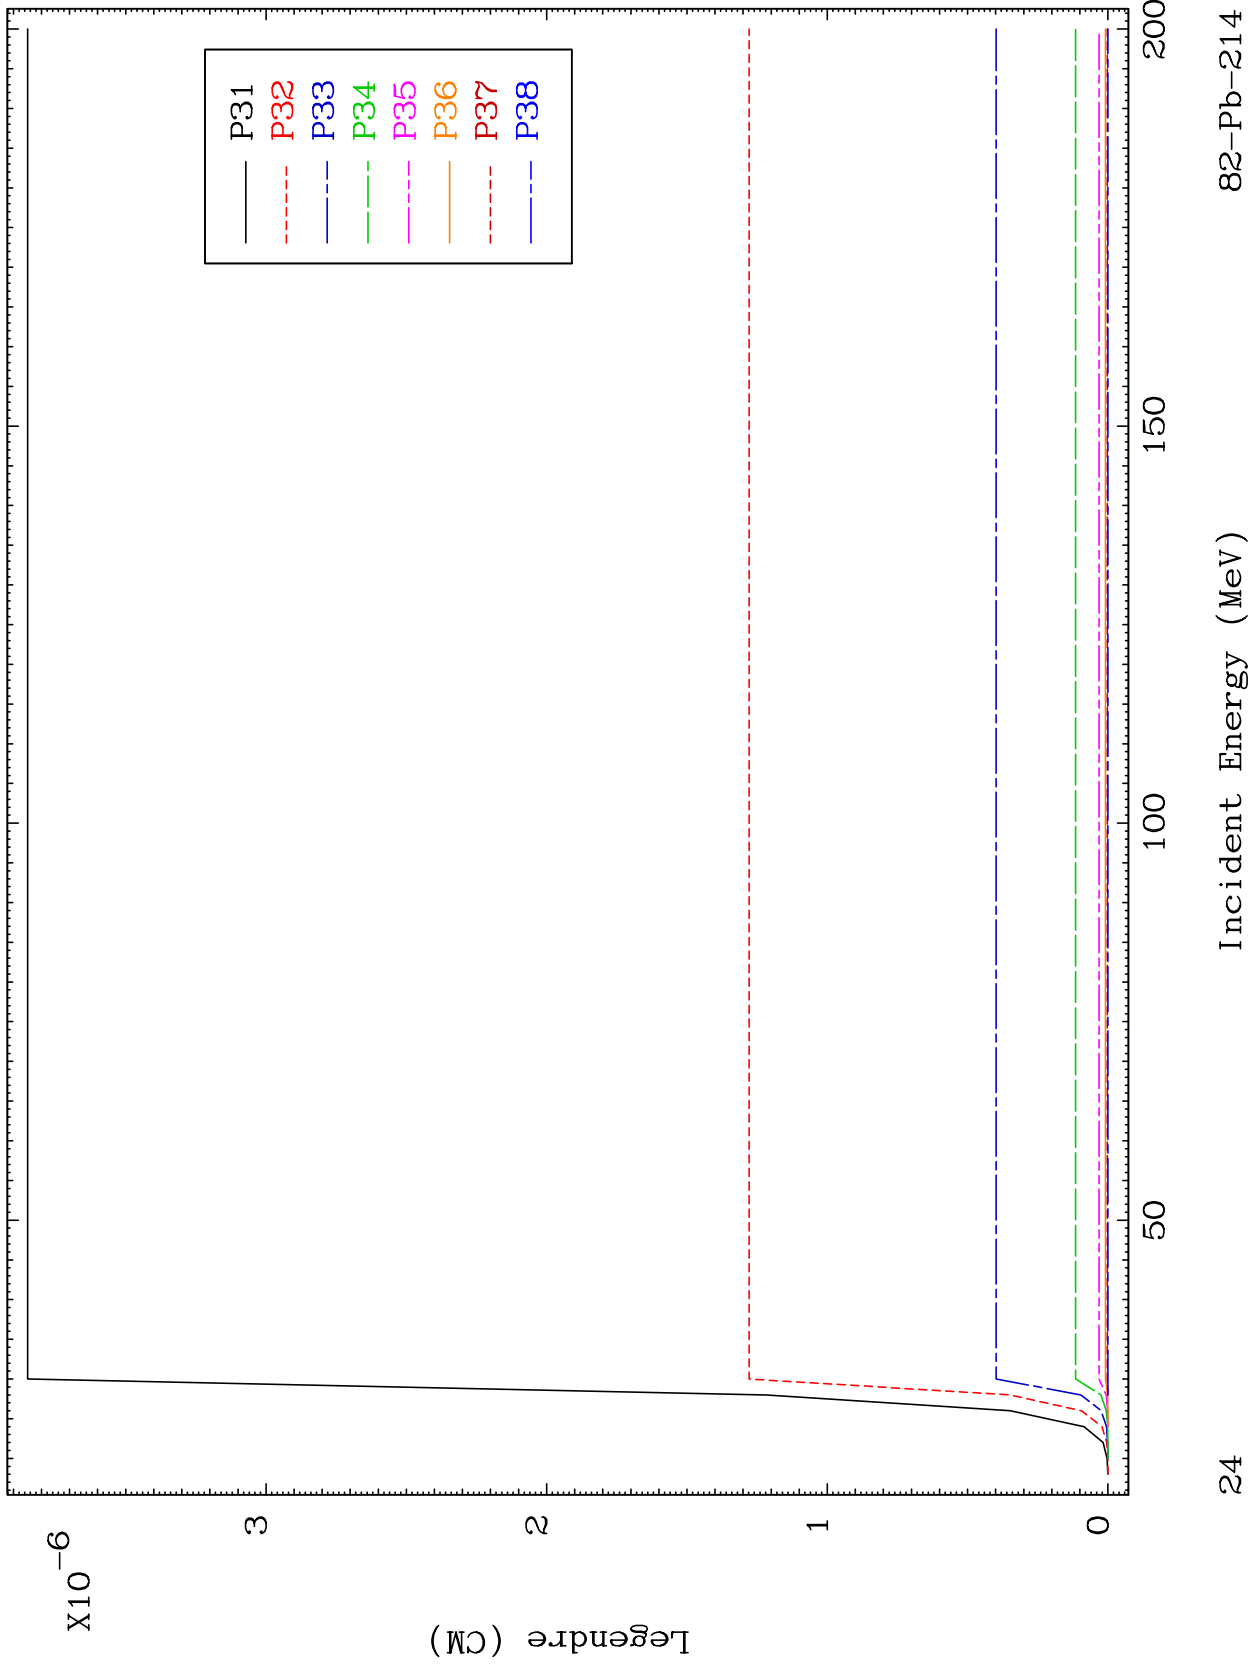 X10-6
Legendre (CM)
3
2
1
0
P31
P32
P33
P34
P35
P36
P37
P38
50
100
150
200
Incident Energy (MeV)
24
82-Pb-214